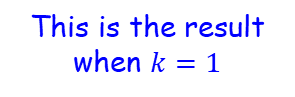 This is the result
when k = 1